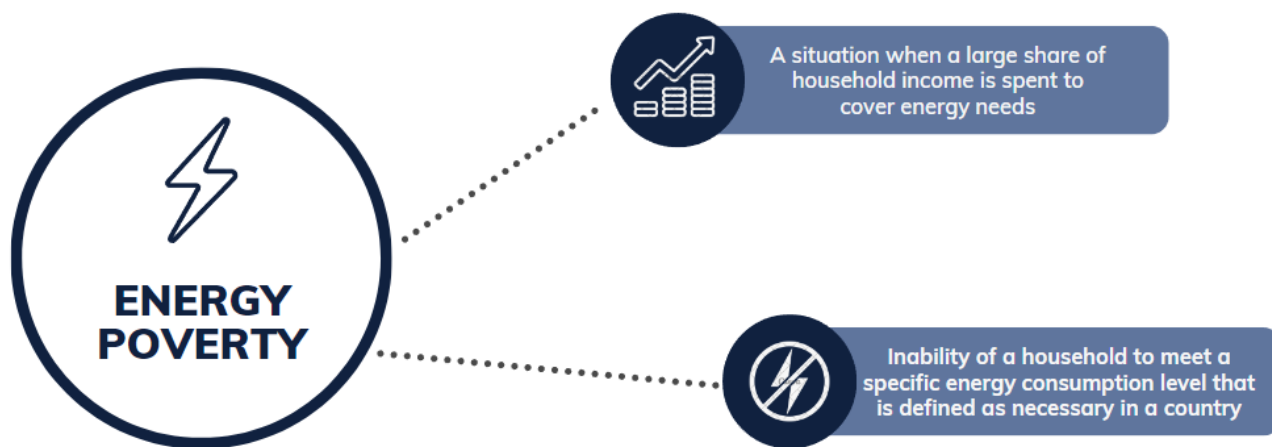 A situation when a large share of
household income is spent to
cover energy needs
ENERGY
POVERTY
Inability of a household to meet a
specific energy consumption level that
is defined as necessary in a country